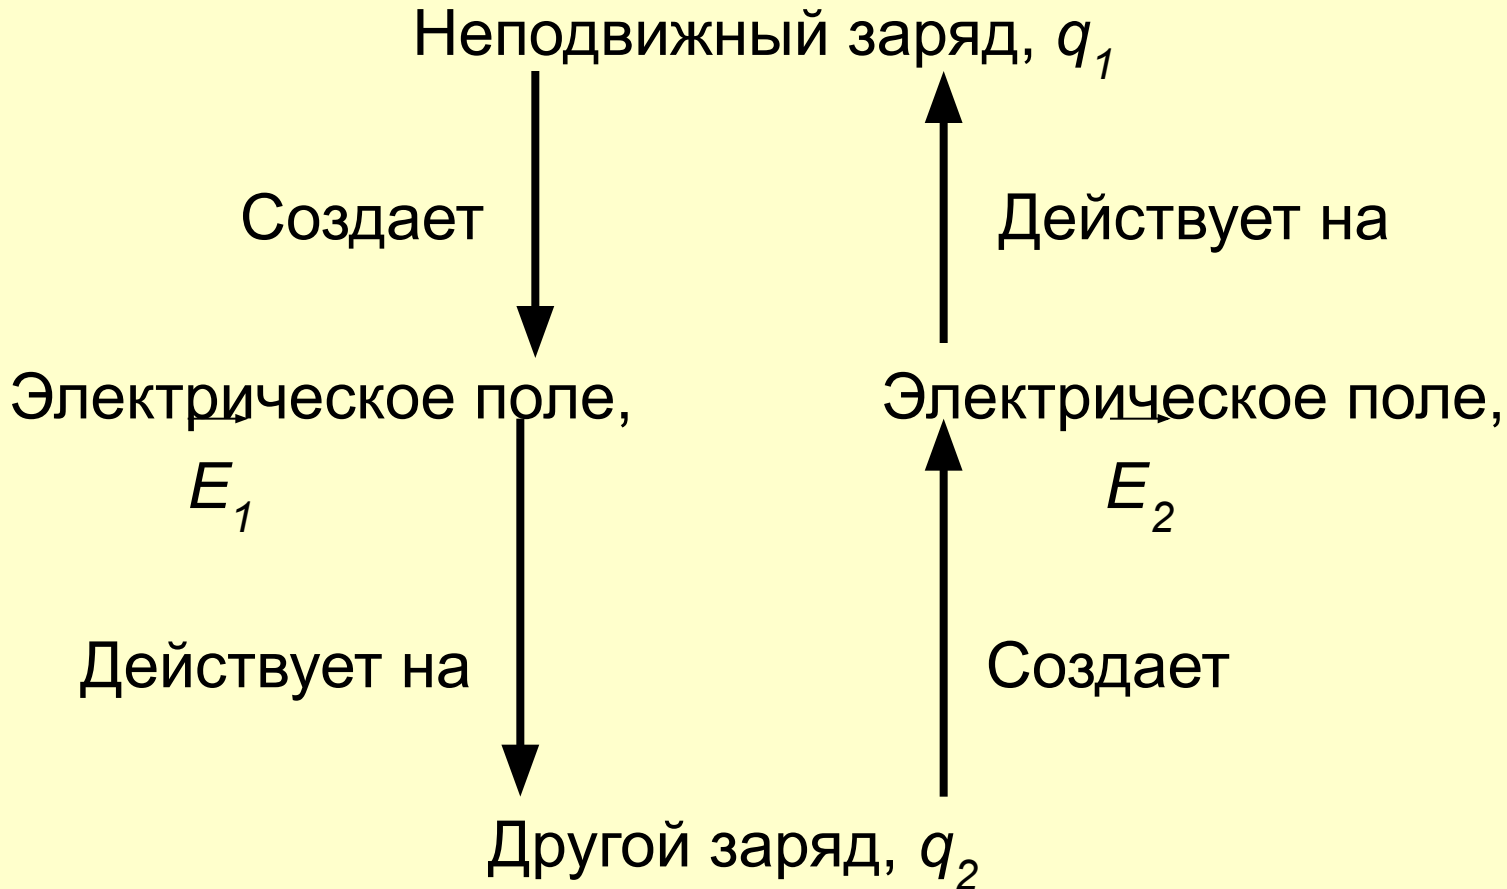 Неподвижный заряд, q1
Создает
Действует на
Электрическое поле,
E1
Электрическое поле,
E2
Действует на
Создает
Другой заряд, q2